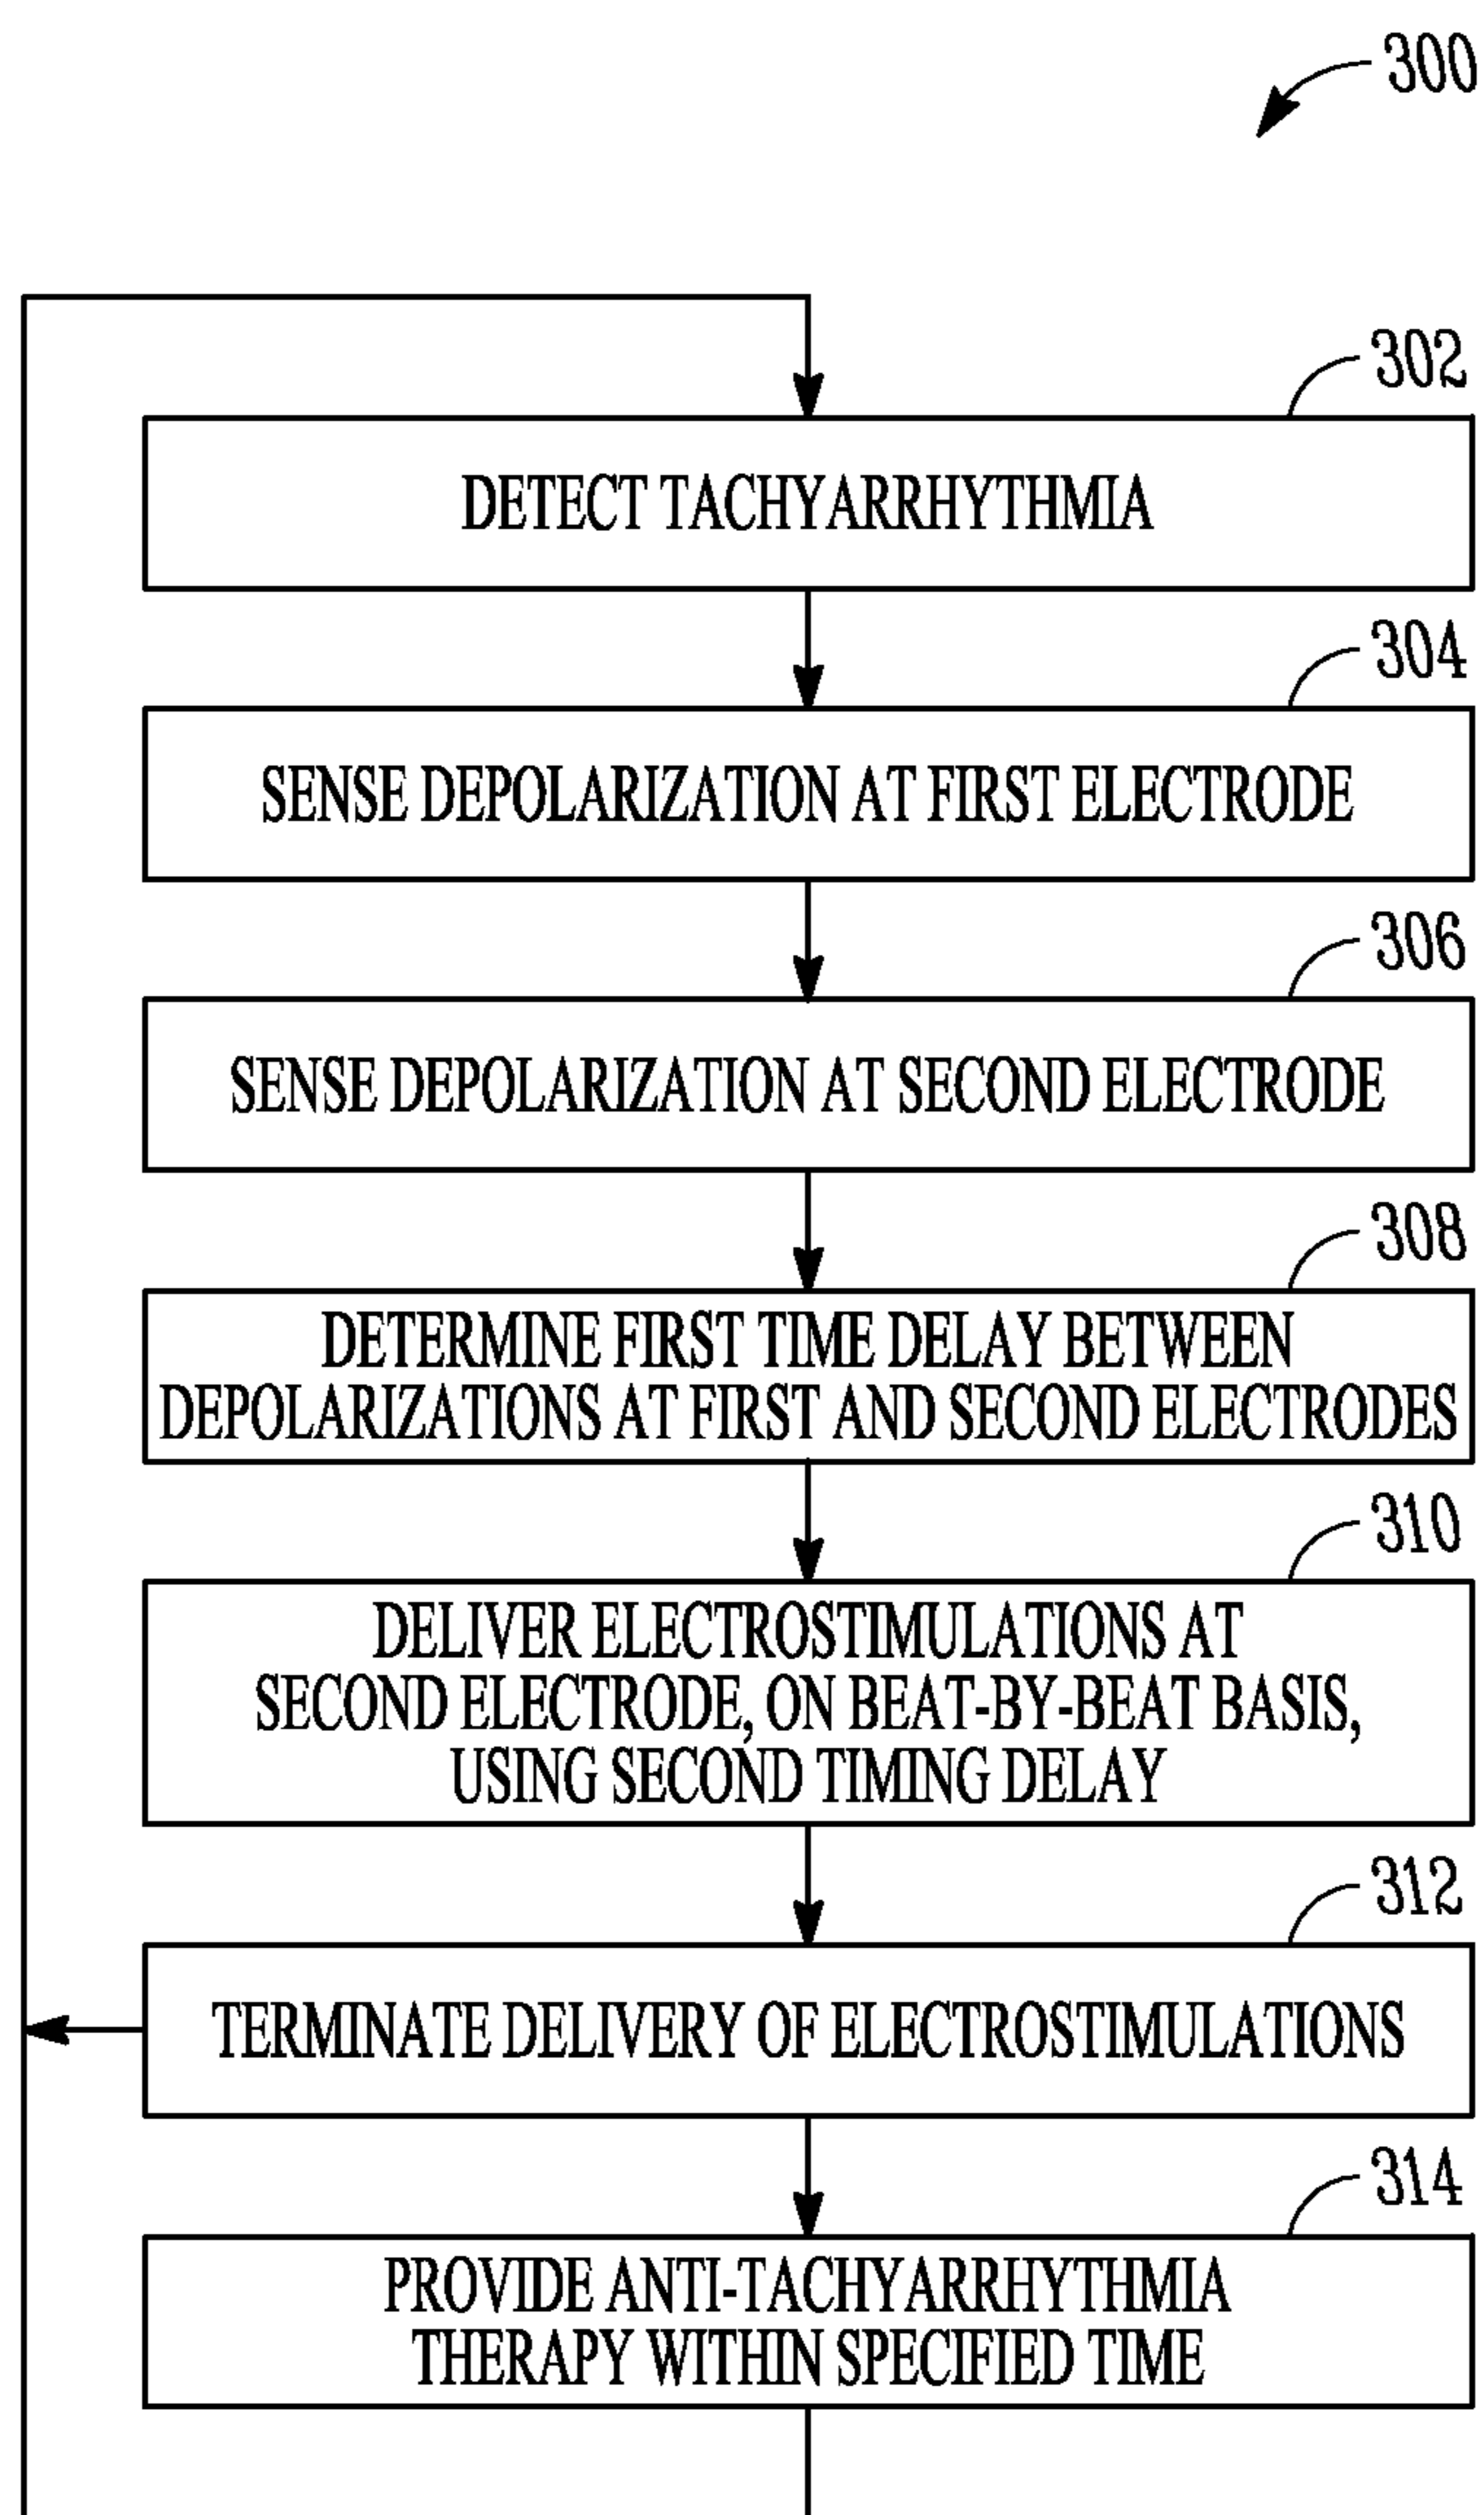 300
302
DETECT TACHYARRHYTHMIA
304
SENSE DEPOLARIZATION AT FIRST ELECTRODE
306
SENSE DEPOLARIZATION AT SECOND ELECTRODE
308
DETERMINE FIRST TIME DELAY BETWEEN
DEPOLARIZATIONS AT FIRST AND SECOND ELECTRODES
310
DELIVER ELECTROSTIMULATIONS AT
SECOND ELECTRODE, ON BEAT-BY-BEAT BASIS,
USING SECOND TIMING DELAY
312
TERMINATE DELIVERY OF ELECTROSTIMULATIONS
314
PROVIDE ANTI-TACHYARRHYTHMIA
THERAPY WITHIN SPECIFIED TIME